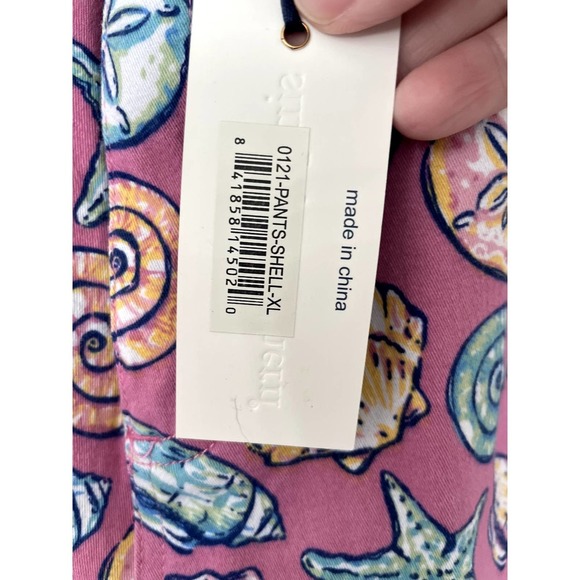 made in china
0121-PANTS-SHELL-XL
8 41858 14502 0